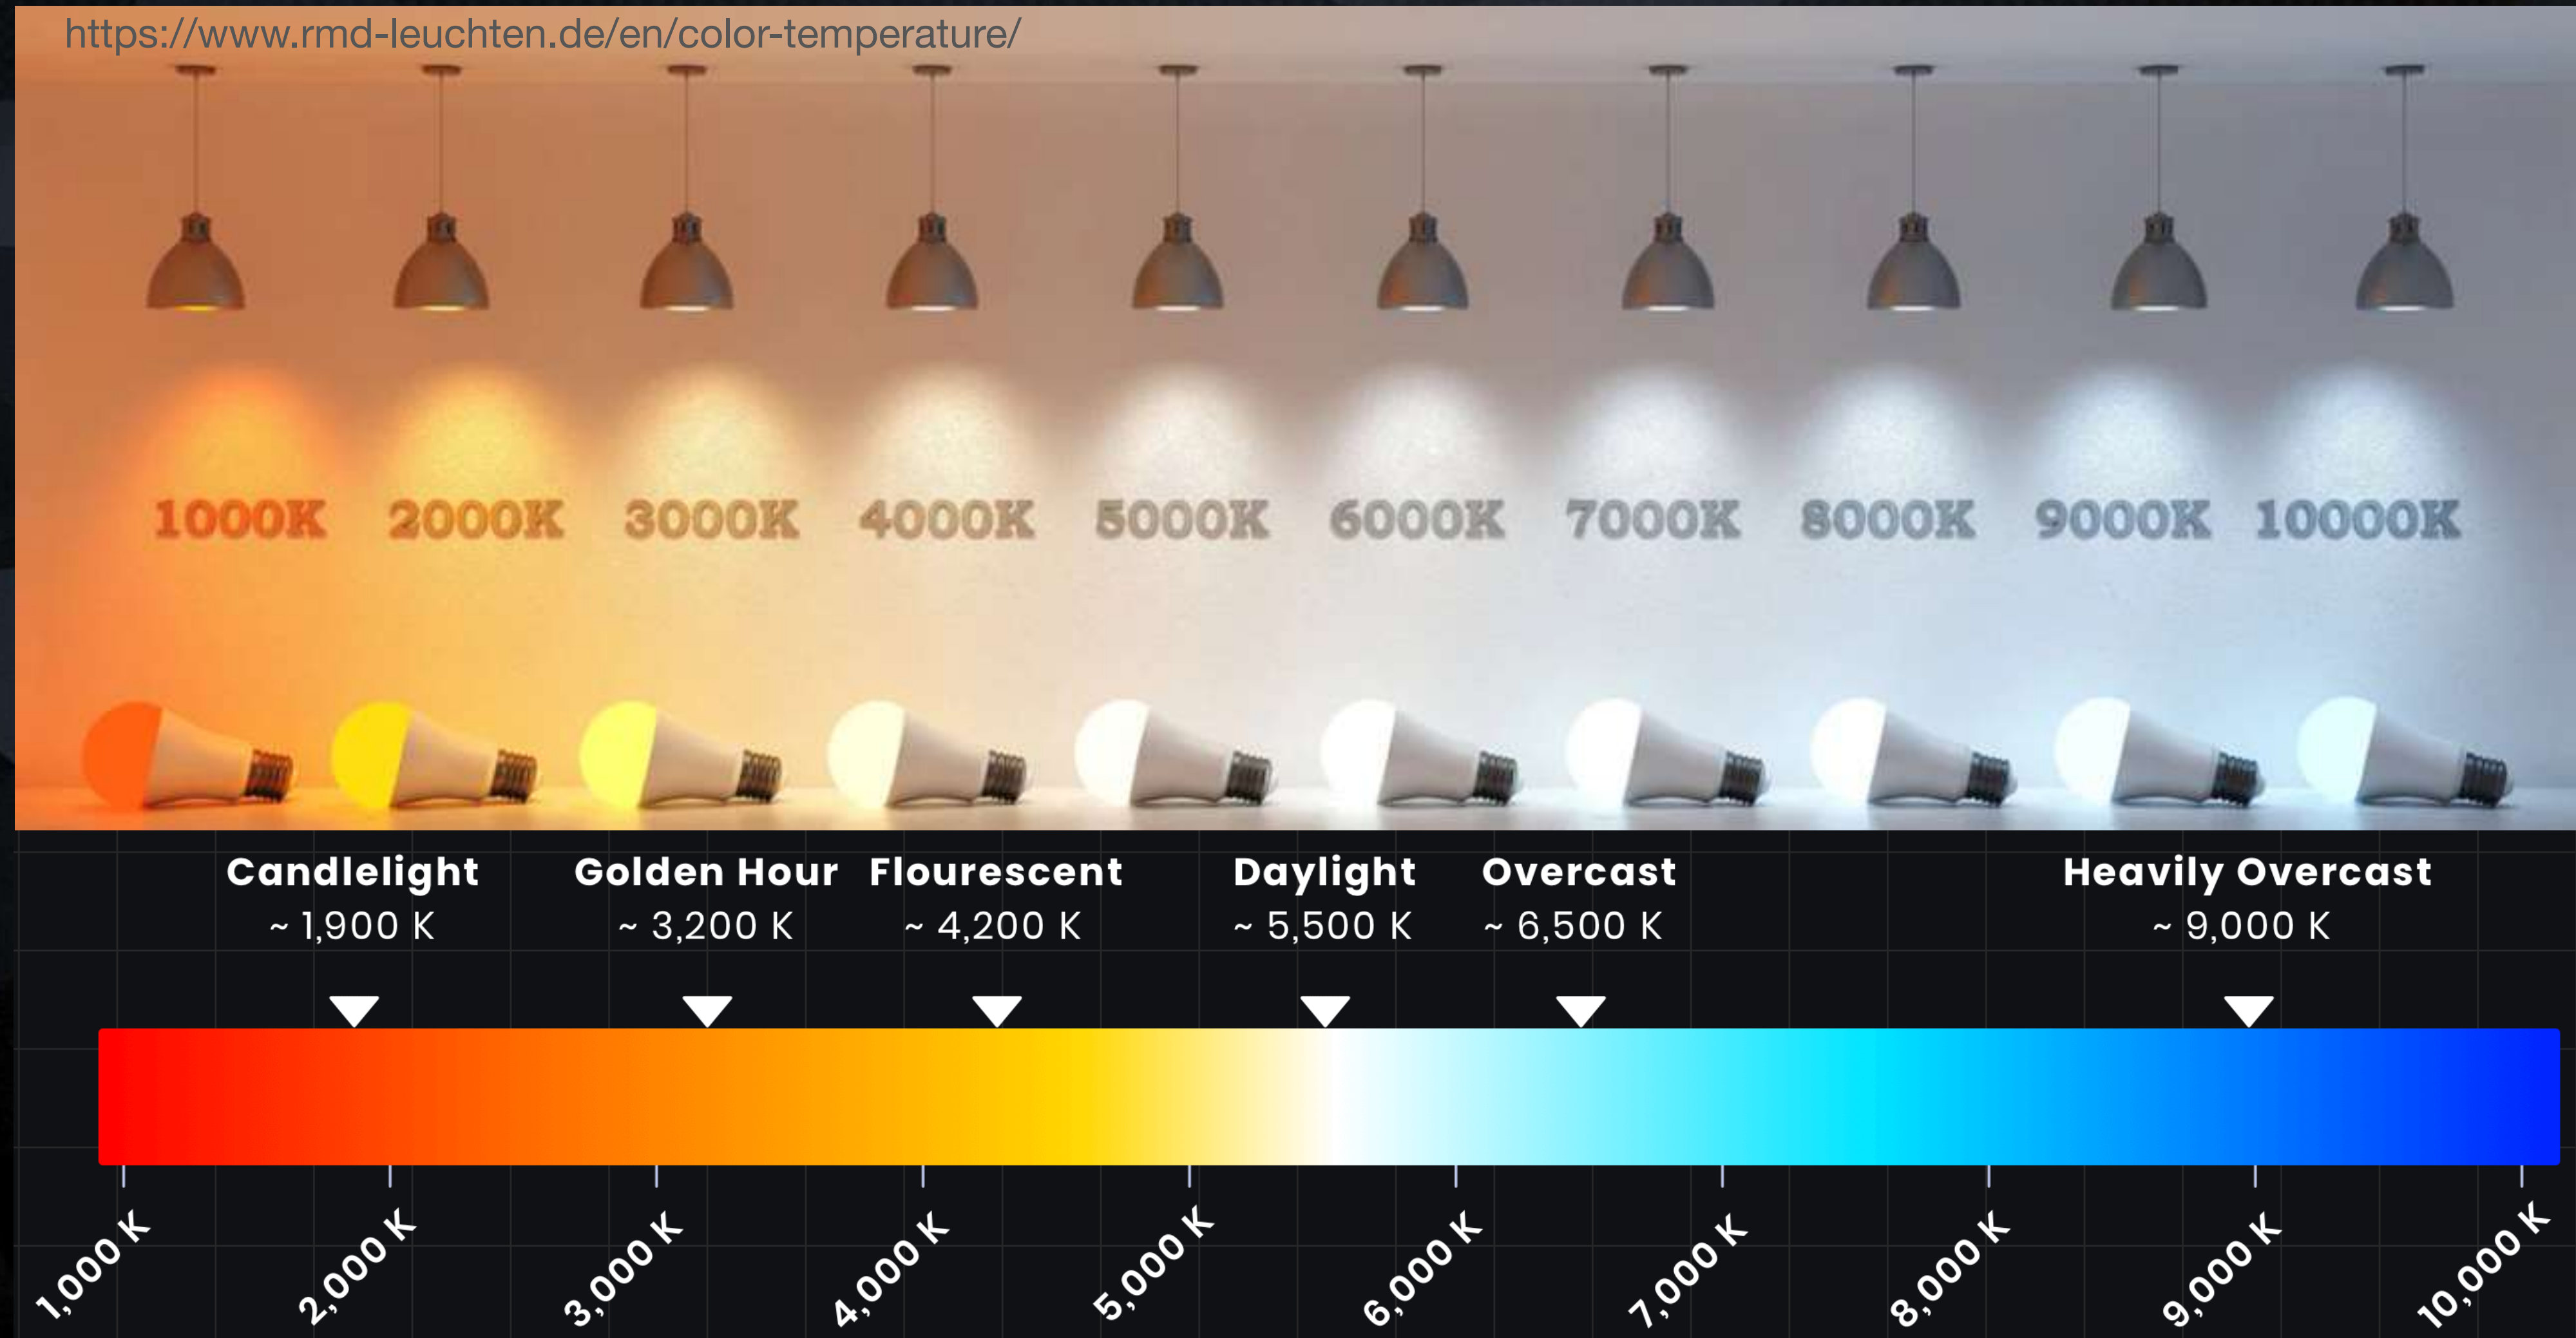 https://www.rmd-leuchten.de/en/color-temperature/
1000K 2000K 3000K 4000K 5000K 6000K 7000K 8000K 9000K 10000K
Candlelight Golden Hour Flourescent Daylight Overcast Heavily Overcast
~ 1,900 K ~ 3,200 K ~ 4,200 K ~ 5,500 K ~ 6,500 K ~ 9,000 K
1,000 K 2,000 K 3,000 K 4,000 K 5,000 K 6,000 K 7,000 K 8,000 K 9,000 K 10,000 K